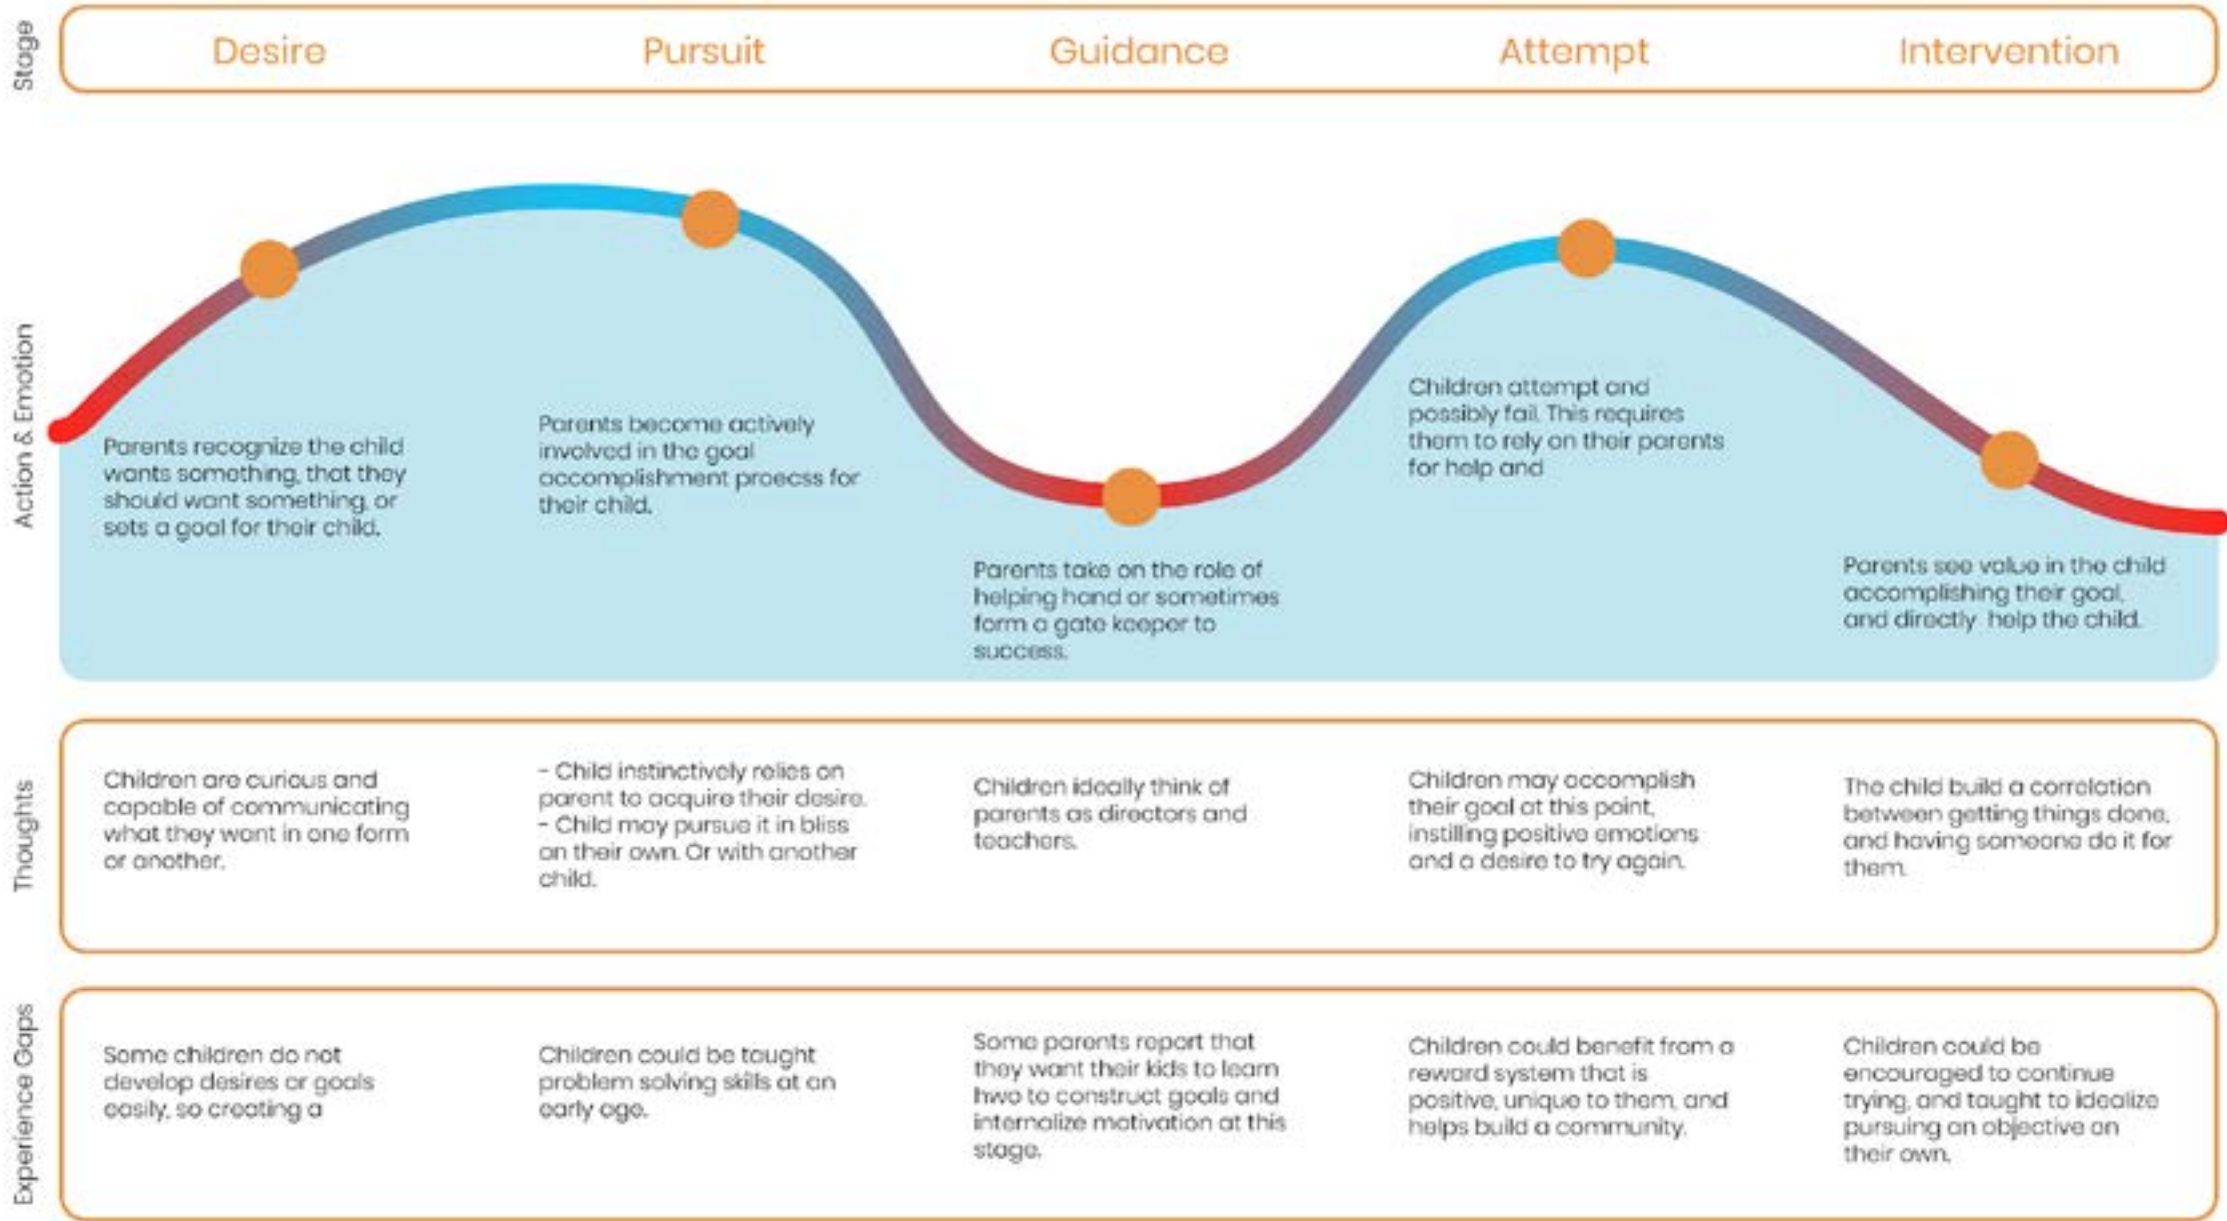 Stage
Desire
Pursuit
Guidance
Attempt
Intervention
Action & Emotion
Parents recognize the child
wants something, that they
should want something, or
sets a goal for their child.
Parents become actively
involved in the goal
accomplishment proecss for
their child.
Parents take on the role of
helping hand or sometimes
form a gate keeper to
success.
Children attempt and
possibly fail. This requires
them to rely on their parents
for help and
Parents see value in the child
accomplishing their goal,
and directly help the child.
Thoughts
Children are curious and
capable of communicating
what they want in one form
or another.
- Child instinctively relies on
parent to acquire their desire.
- Child may pursue it in bliss
on their own. Or with another
child.
Children ideally think of
parents as directors and
teachers.
Children may accomplish
their goal at this point,
instilling positive emotions
and a desire to try again.
The child build a correlation
between getting things done,
and having someone do it for
them.
Experience Gaps
Some children do not
develop desires or goals
easily, so creating a
Children could be taught
problem solving skills at an
early age.
Some parents report that
they want their kids to learn
hwo to construct goals and
internalize motivation at this
stage.
Children could benefit from a
reward system that is
positive, unique to them, and
helps build a community.
Children could be
encouraged to continue
trying, and taught to idealize
pursuing an objective on
their own.